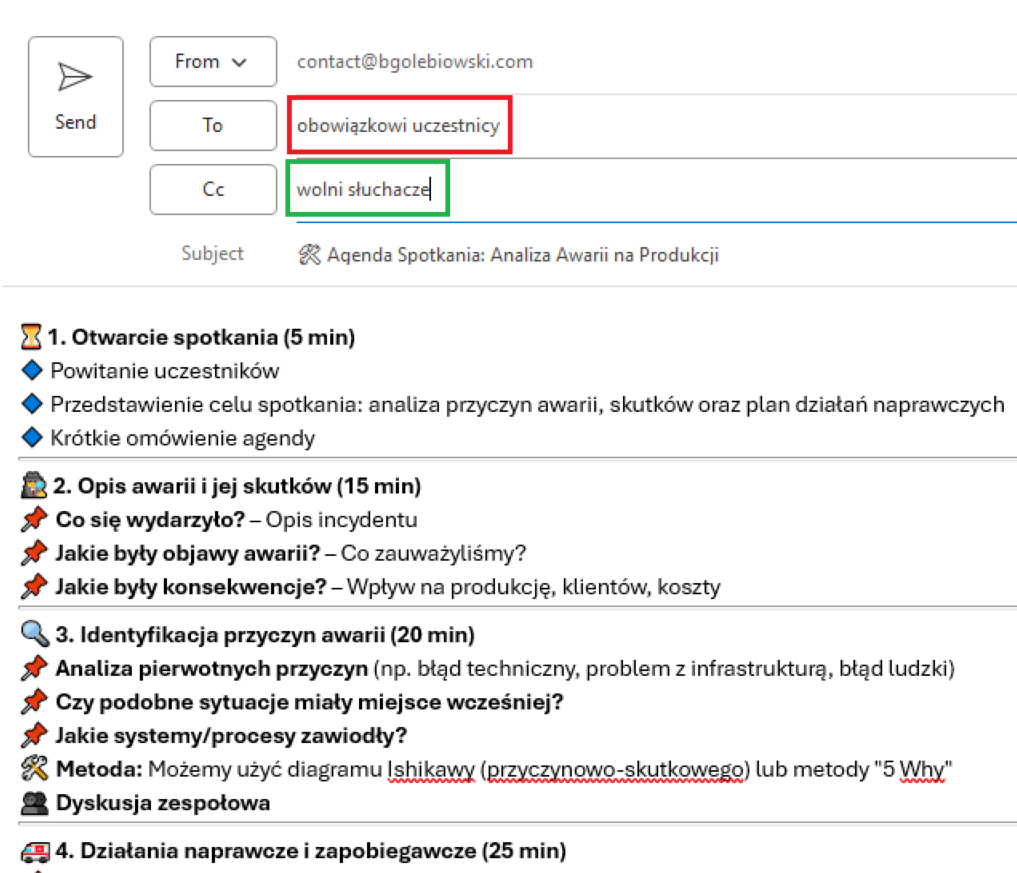 From
contact@bgolebiowski.com
Send
To
obowiązkowi uczestnicy
Cc
wolni słuchacze
Subject
🛠 Agenda Spotkania: Analiza Awarii na Produkcji
⏳ 1. Otwarcie spotkania (5 min)
🔷 Powitanie uczestników
🔷 Przedstawienie celu spotkania: analiza przyczyn awarii, skutków oraz plan działań naprawczych
🔷 Krótkie omówienie agendy
🕵 2. Opis awarii i jej skutków (15 min)
📌 Co się wydarzyło? – Opis incydentu
📌 Jakie były objawy awarii? – Co zauważyliśmy?
📌 Jakie były konsekwencje? – Wpływ na produkcję, klientów, koszty
🔍 3. Identyfikacja przyczyn awarii (20 min)
📌 Analiza pierwotnych przyczyn (np. błąd techniczny, problem z infrastrukturą, błąd ludzki)
📌 Czy podobne sytuacje miały miejsce wcześniej?
📌 Jakie systemy/procesy zawiodły?
🛠 Metoda: Możemy użyć diagramu Ishikawy (przyczynowo-skutkowego) lub metody "5 Why"
👥 Dyskusja zespołowa
🚑 4. Działania naprawcze i zapobiegawcze (25 min)